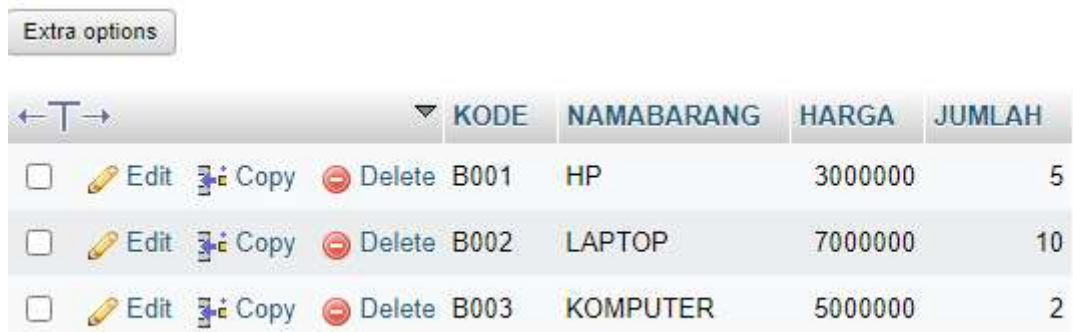 Extra options
KODE NAMABARANG HARGA JUMLAH
Edit Copy Delete B001 HP 3000000 5
Edit Copy Delete B002 LAPTOP 7000000 10
Edit Copy Delete B003 KOMPUTER 5000000 2